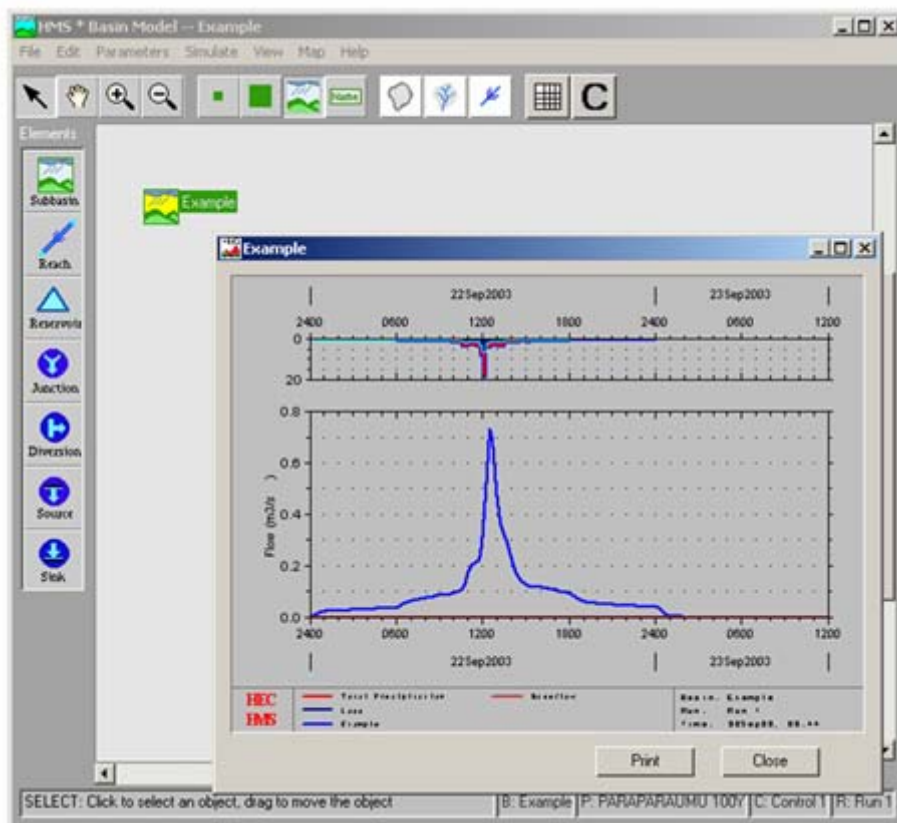 HMS * Basin Model -- Example
File Edit Parameters Simulate View Map Help
Name
C
Elements
Subbasin
Reach
Reservoir
Junction
Diversion
Source
Sink
Example
Example
22Sep2003 23Sep2003
2400 0600 1200 1800 2400 0600 1200
0
20
0.8
0.6
0.4
0.2
0.0
Flow (m3/s )
2400 0600 1200 1800 2400 0600 1200
22Sep2003 23Sep2003
HEC
HMS
Total Precipitation
Loss
Example
Baseflow
Basin. Example
Run. Run 1
Time.
Print Close
SELECT: Click to select an object, drag to move the object
B: Example P: PARAPARAUMU 100Y C: Control 1 R: Run 1